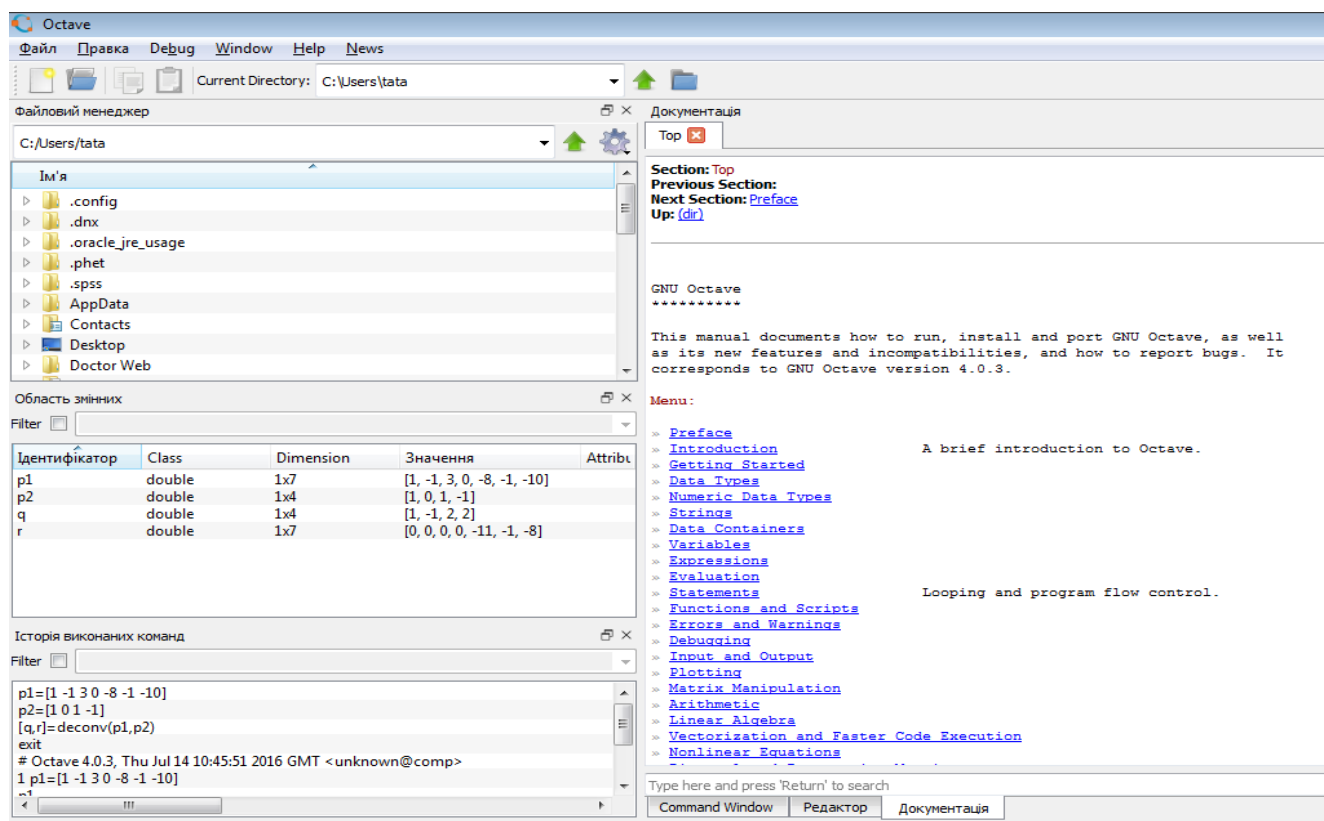 Octave
Файл Правка Debug Window Help News
Current Directory: C:\Users\tata
Файловий менеджер
C:/Users/tata
Ім'я
.config
.dnx
.oracle_jre_usage
.phet
.spss
AppData
Contacts
Desktop
Doctor Web
Область змінних
Filter
Ідентифікатор Class Dimension Значення Attribu
p1 double 1x7 [1, -1, 3, 0, -8, -1, -10]
p2 double 1x4 [1, 0, 1, -1]
q double 1x4 [1, -1, 2, 2]
r double 1x7 [0, 0, 0, 0, -11, -1, -8]
Історія виконаних команд
Filter
p1=[1 -1 3 0 -8 -1 -10]
p2=[1 0 1 -1]
[q,r]=deconv(p1,p2)
exit
# Octave 4.0.3, Thu Jul 14 10:45:51 2016 GMT <unknown@comp>
1 p1=[1 -1 3 0 -8 -1 -10]
Документація
Top
Section: Top
Previous Section:
Next Section: Preface
Up: (dir)
GNU Octave
**********
This manual documents how to run, install and port GNU Octave, as well
as its new features and incompatibilities, and how to report bugs. It
corresponds to GNU Octave version 4.0.3.
Menu:
» Preface
» Introduction A brief introduction to Octave.
» Getting Started
» Data Types
» Numeric Data Types
» Strings
» Data Containers
» Variables
» Expressions
» Evaluation
» Statements Looping and program flow control.
» Functions and Scripts
» Errors and Warnings
» Debugging
» Input and Output
» Plotting
» Matrix Manipulation
» Arithmetic
» Linear Algebra
» Vectorization and Faster Code Execution
» Nonlinear Equations
Type here and press 'Return' to search
Command Window Редактор Документація